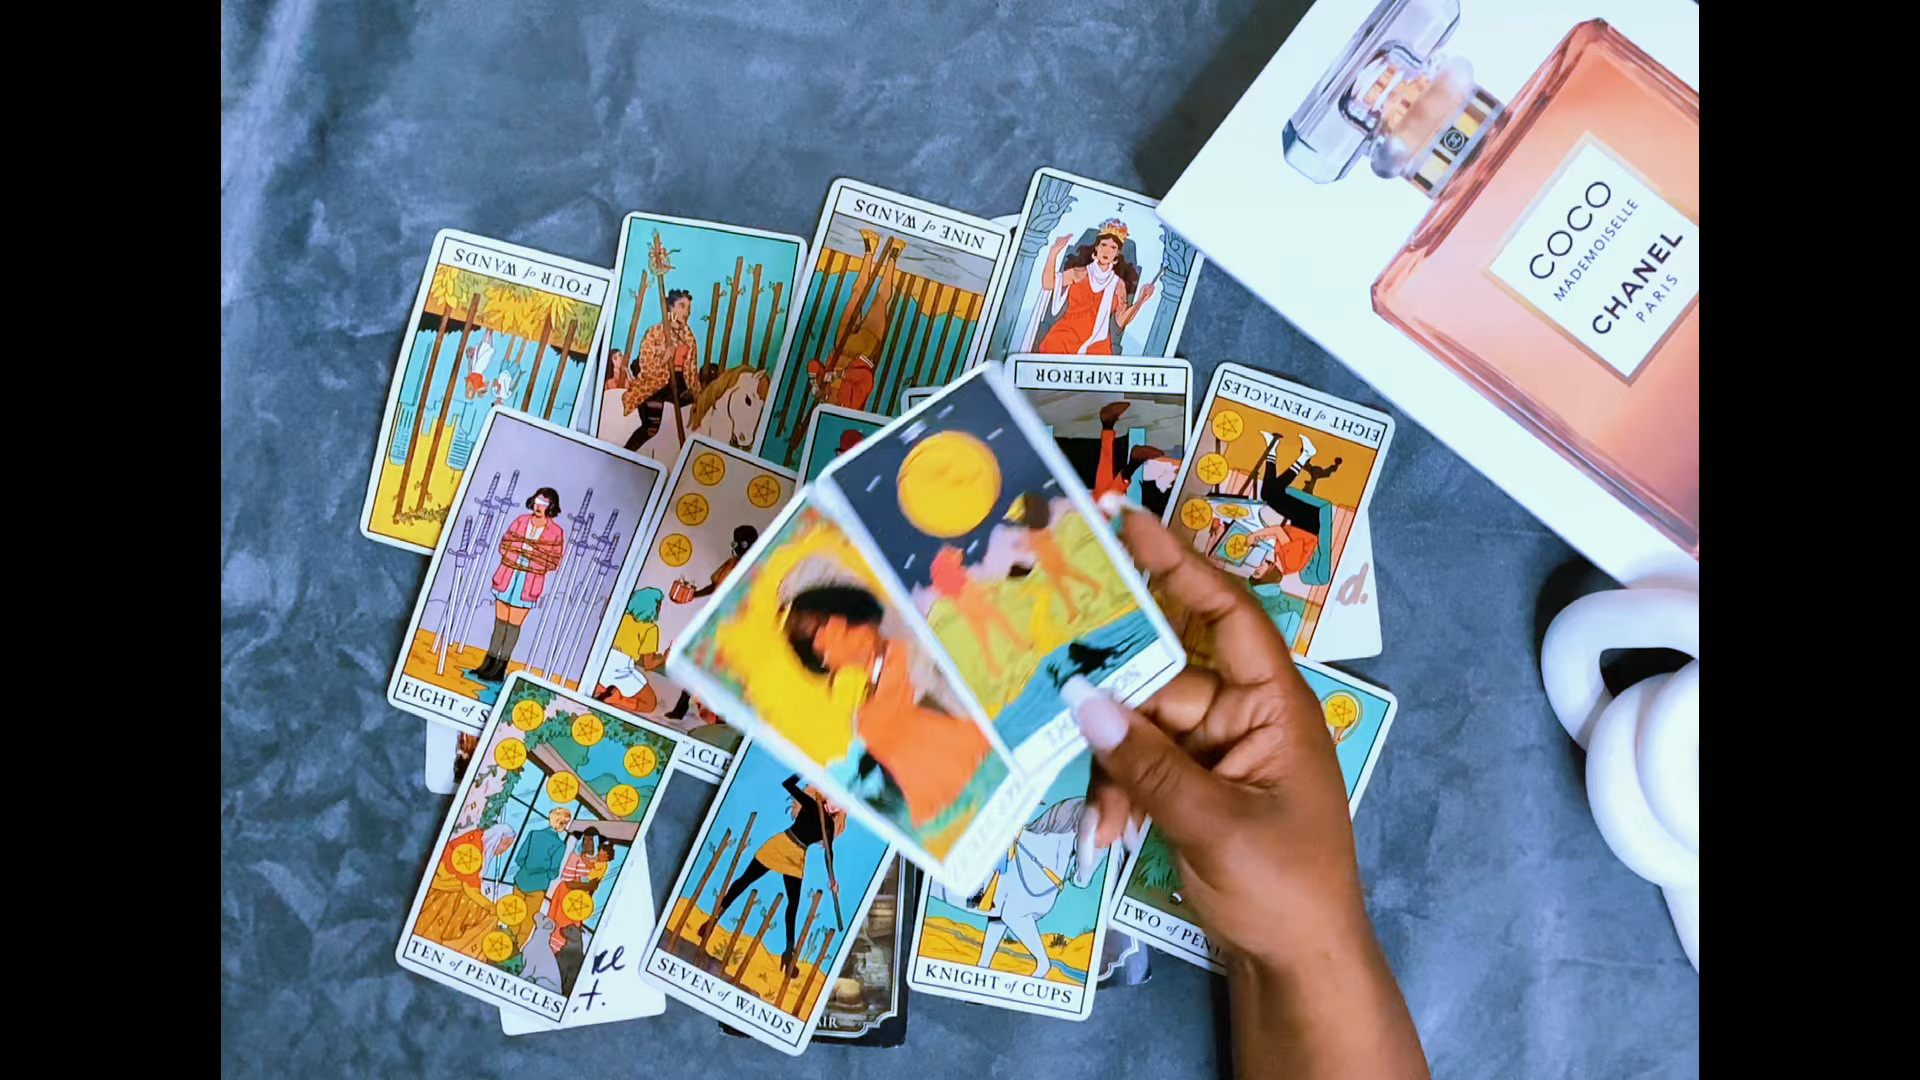 FOUR of WANDS
NINE of WANDS
I
THE EMPEROR
EIGHT of PENTACLES
COCO
MADEMOISELLE
CHANEL
PARIS
d.
EIGHT of S
ACLE
TEN of PENTACLES
SEVEN of WANDS
KNIGHT of CUPS
TWO of PEN